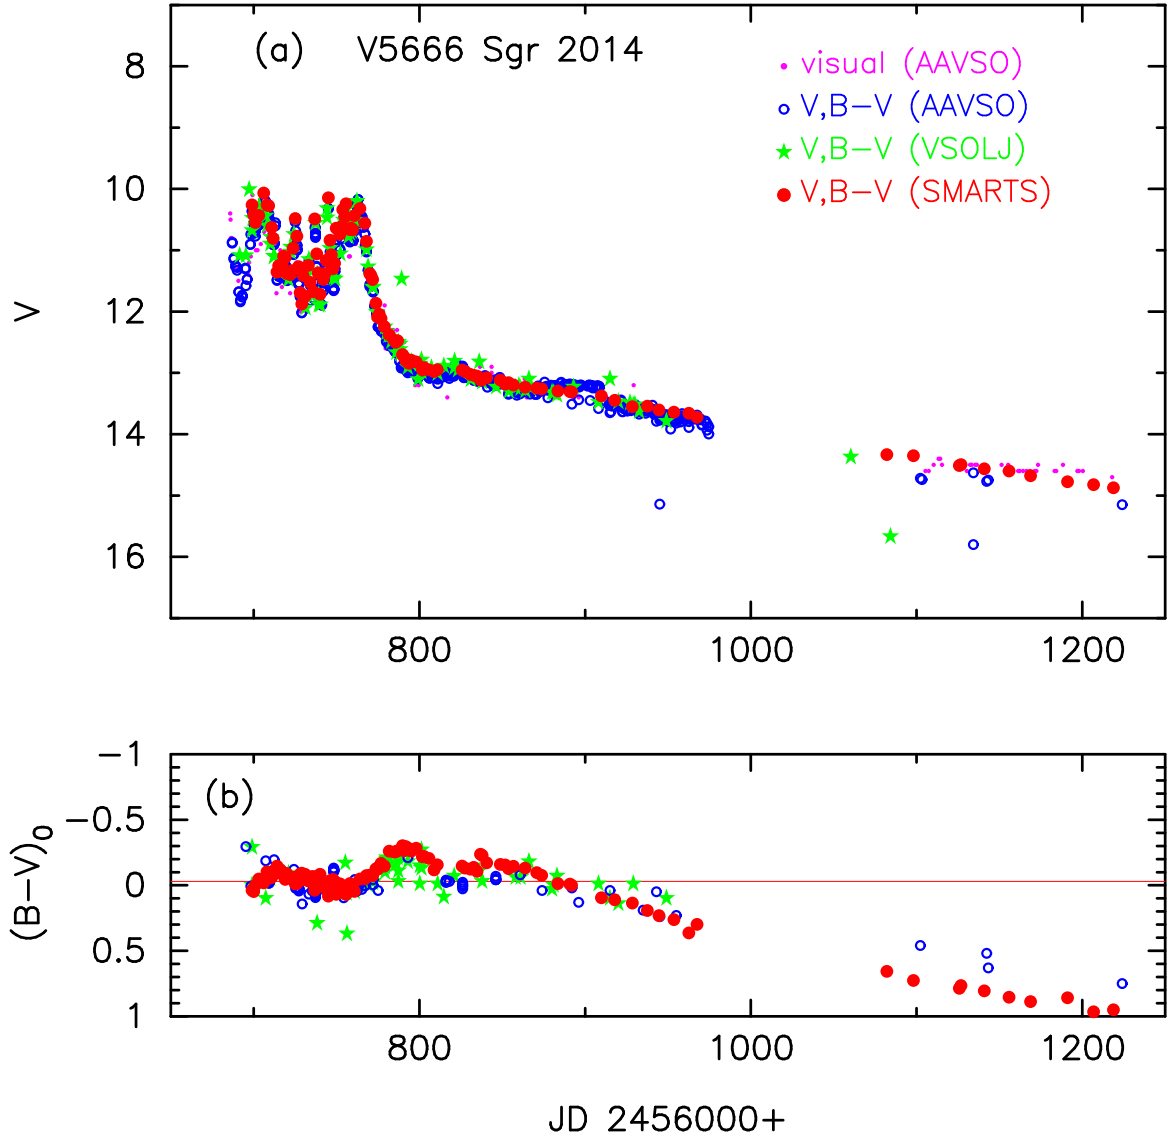 (a) V5666 Sgr 2014
visual (AAVSO)
V,B−V (AAVSO)
V,B−V (VSOLJ)
V,B−V (SMARTS)
8
10
12
14
16
V
800 1000 1200
(b)
−1
−0.5
0
0.5
1
(B−V)0
800 1000 1200
JD 2456000+